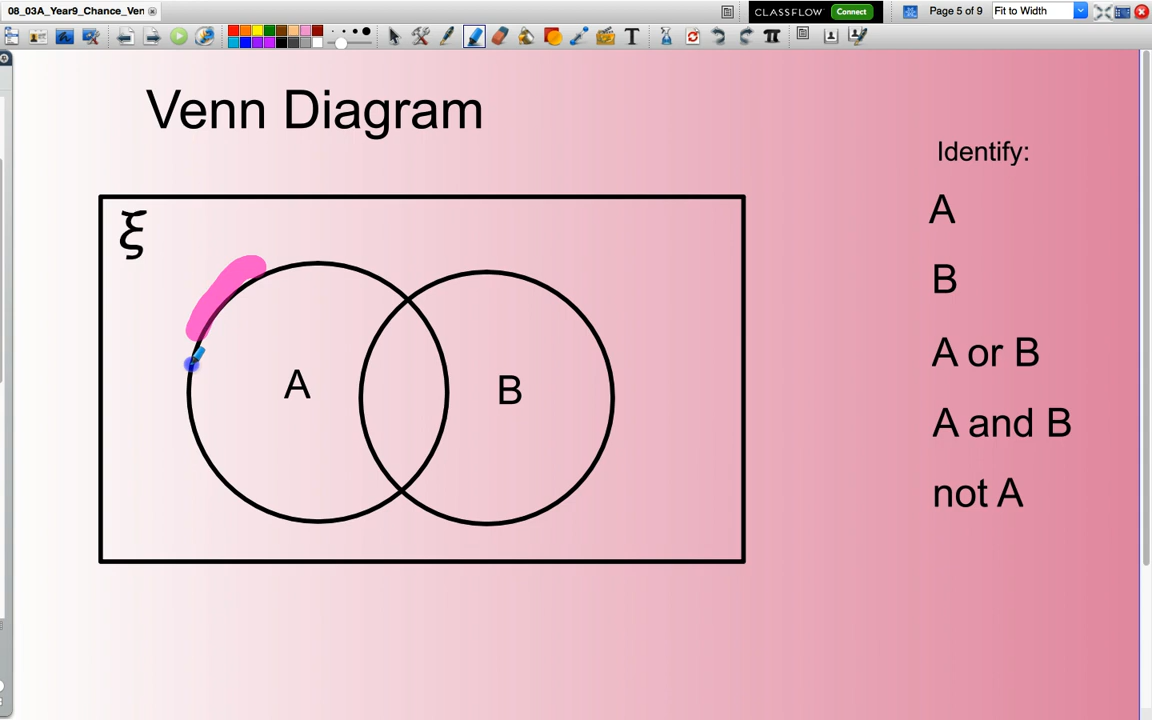 08_03A_Year9_Chance_Ven
CLASSFLOW Connect
Page 5 of 9
Fit to Width
T
Venn Diagram
Identify:
ξ
A
B
A or B
A and B
not A
A
B